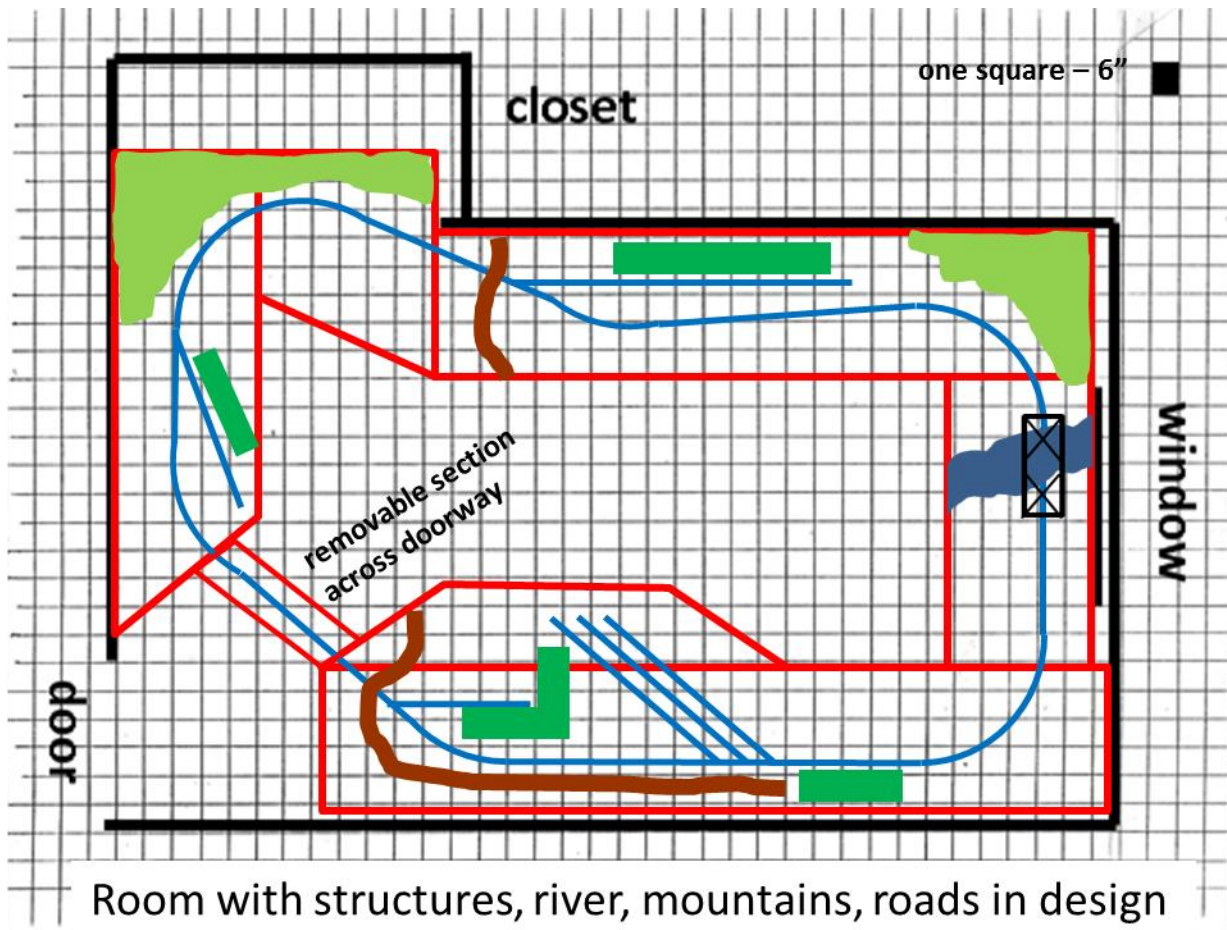 one square – 6”
closet
window
removable section
across doorway
door
Room with structures, river, mountains, roads in design